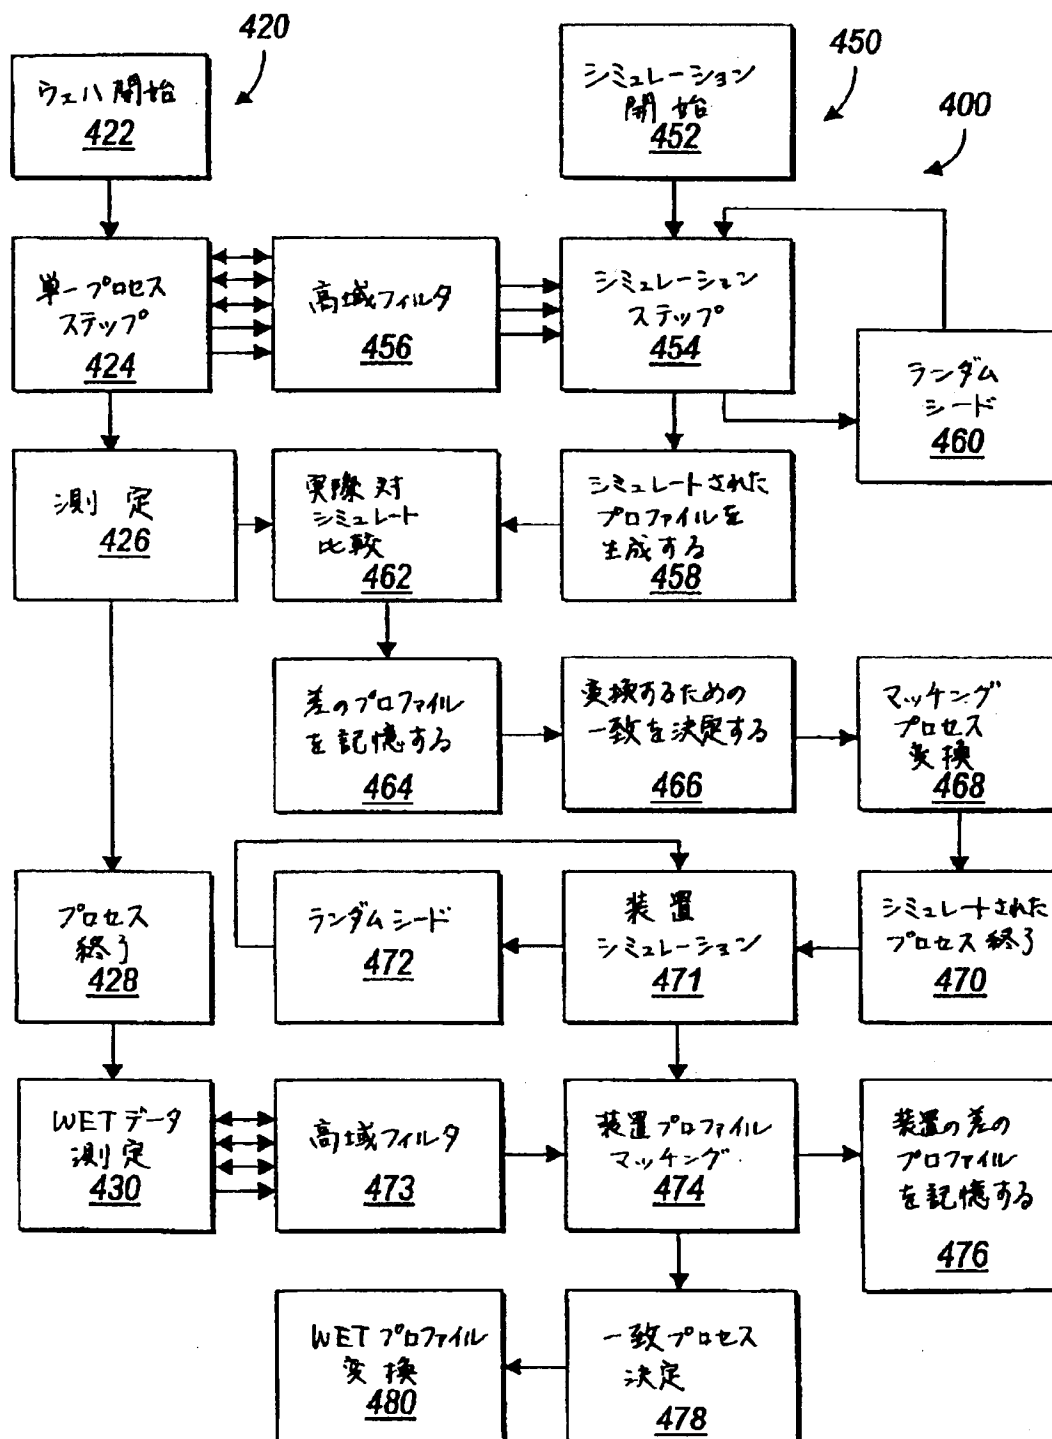 420
450
400
ウェハ開始
422
シミュレーション
開始
452
単一プロセス
ステップ
424
高域フィルタ
456
シミュレーション
ステップ
454
ランダム
シード
460
測定
426
実際対
シミュレート
比較
462
シミュレートされた
プロファイルを
生成する
458
差のプロファイル
を記憶する
464
変換するための
一致を決定する
466
マッチング
プロセス
変換
468
プロセス
終了
428
ランダムシード
472
装置
シミュレーション
471
シミュレートされた
プロセス終了
470
WETデータ
測定
430
高域フィルタ
473
装置プロファイル
マッチング
474
装置の差の
プロファイル
を記憶する
476
WETプロファイル
変換
480
一致プロセス
決定
478